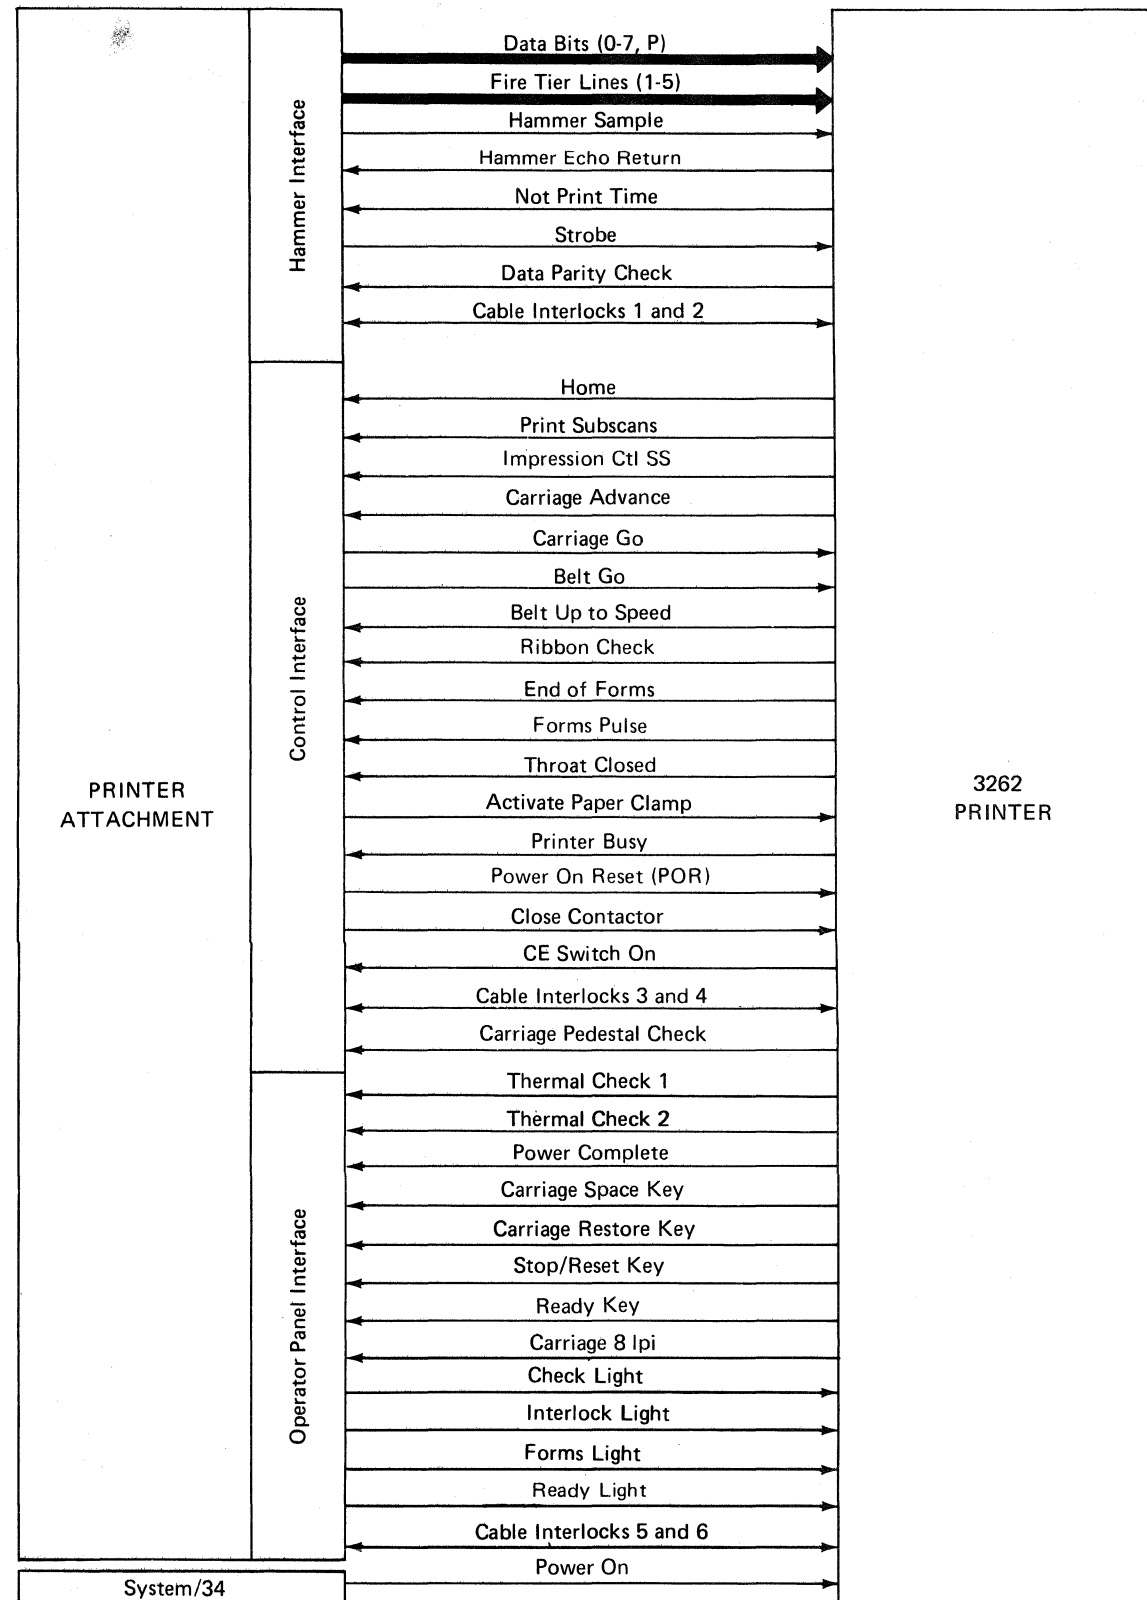 Data Bits (0-7, P)
Fire Tier Lines (1-5)
Hammer Sample
Hammer Echo Return
Not Print Time
Strobe
Data Parity Check
Cable Interlocks 1 and 2
Hammer Interface
Home
Print Subscans
Impression Ctl SS
Carriage Advance
Carriage Go
Belt Go
Belt Up to Speed
Ribbon Check
End of Forms
Forms Pulse
Throat Closed
Activate Paper Clamp
Printer Busy
Power On Reset (POR)
Close Contactor
CE Switch On
Cable Interlocks 3 and 4
Carriage Pedestal Check
Control Interface
PRINTER
ATTACHMENT
3262
PRINTER
Thermal Check 1
Thermal Check 2
Power Complete
Carriage Space Key
Carriage Restore Key
Stop/Reset Key
Ready Key
Carriage 8 lpi
Check Light
Interlock Light
Forms Light
Ready Light
Cable Interlocks 5 and 6
Operator Panel Interface
Power On
System/34